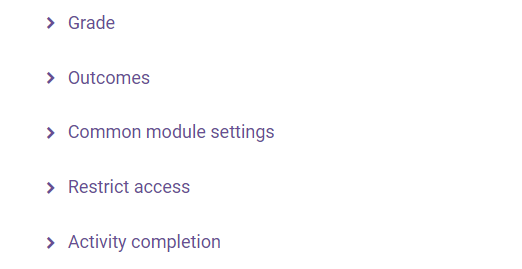 Grade
Outcomes
Common module settings
Restrict access
Activity completion